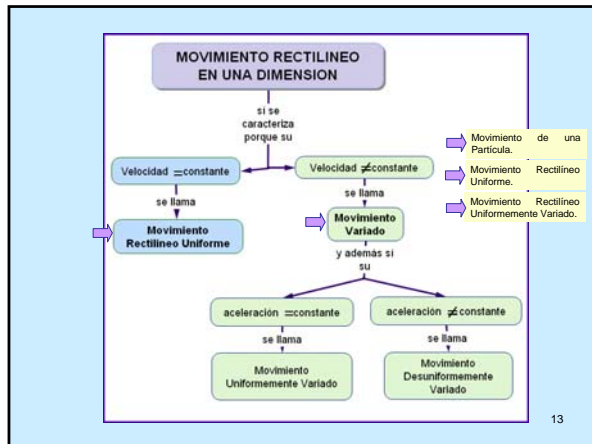 MOVIMIENTO RECTILINEO
EN UNA DIMENSION
si se
caracteriza
porque su
Velocidad =constante
Velocidad ≠constante
se llama
se llama
Movimiento
Rectilineo Uniforme
Movimiento
Variado
y además si
su
aceleración =constante
aceleración ≠constante
se llama
se llama
Movimiento
Uniformemente Variado
Movimiento
Desuniformemente
Variado
Movimiento de una
Partícula.
Movimiento Rectilíneo
Uniforme.
Movimiento Rectilíneo
Uniformemente Variado.
13